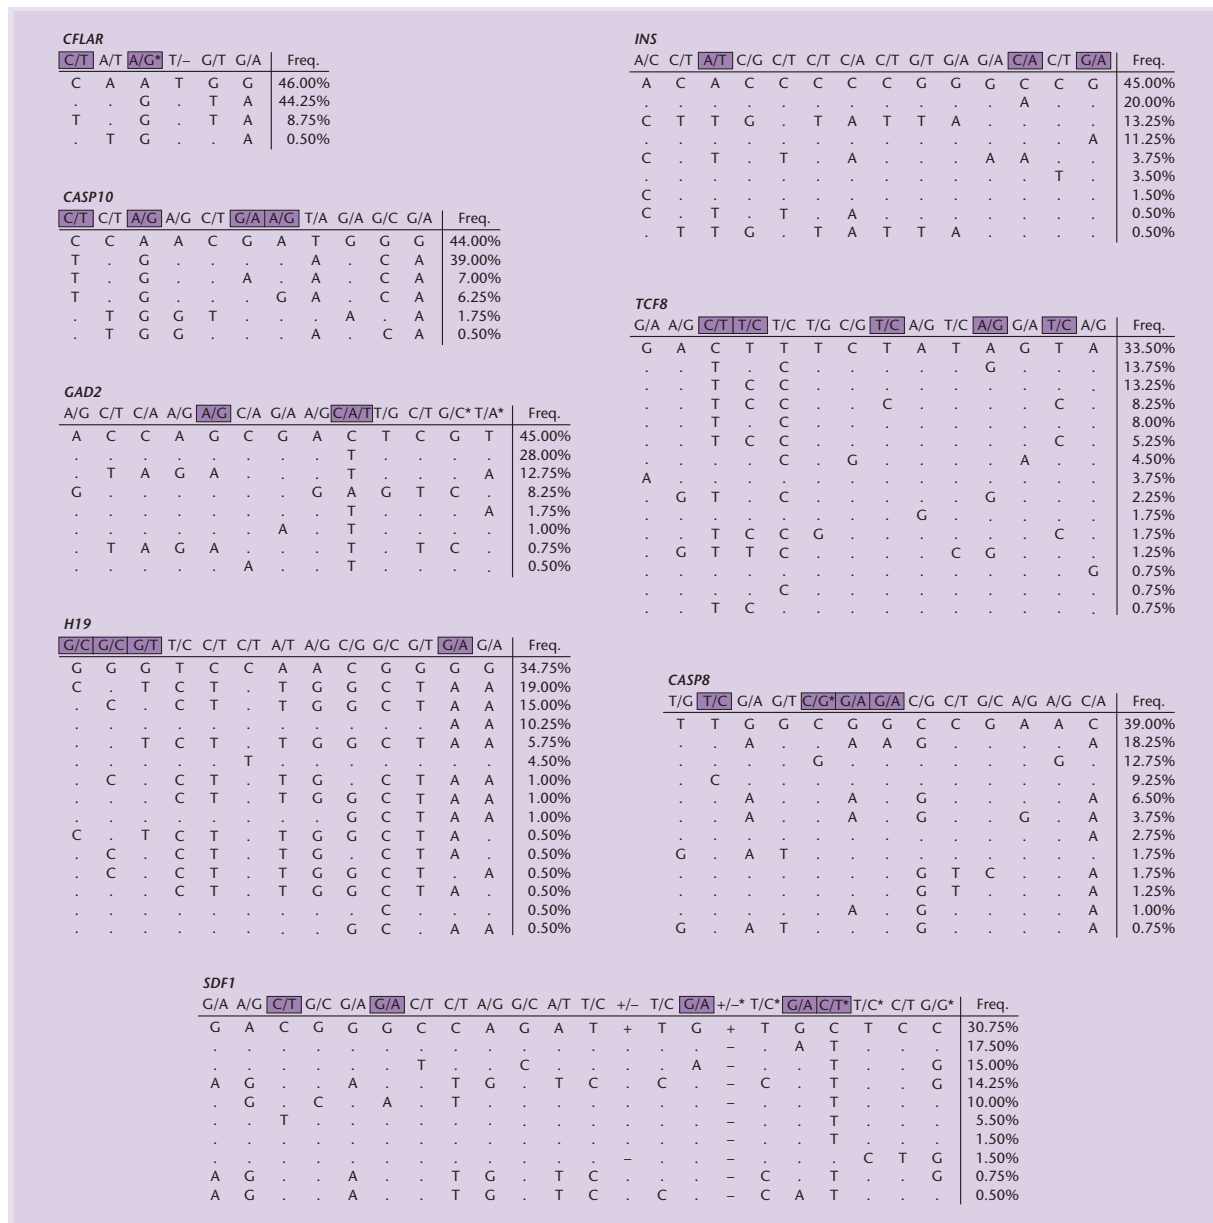 CFLAR
C/T A/T A/G* T/– G/T G/A Freq.
C A A T G G 46.00%
. . G . T A 44.25%
T . G . T A 8.75%
. T G . . A 0.50%
CASP10
C/T C/T A/G A/G C/T G/A A/G T/A G/A G/C G/A Freq.
C C A A C G A T G G G 44.00%
T . G . . . . A . C A 39.00%
T . G . . A . A . C A 7.00%
T . G . . . G A . C A 6.25%
. T G G T . . . A . A 1.75%
. T G G . . . A . C A 0.50%
GAD2
A/G C/T C/A A/G A/G C/A G/A A/G C/A/T T/G C/T G/C* T/A* Freq.
A C C A G C G A C T C G T 45.00%
. . . . . . . . T . . . . 28.00%
. T A G A . . . T . . . A 12.75%
G . . . . . . G A G T C . 8.25%
. . . . . . . . T . . . A 1.75%
. . . . . . A . T . . . . 1.00%
. T A G A . . . T . T C . 0.75%
. . . . . A . . T . . . . 0.50%
H19
G/C G/C G/T T/C C/T C/T A/T A/G C/G G/C G/T G/A G/A Freq.
G G G T C C A A C G G G G 34.75%
C . T C T . T G G C T A A 19.00%
. C . C T . T G G C T A A 15.00%
. . . . . . . . . . . A A 10.25%
. . T C T . T G G C T A A 5.75%
. . . . . T . . . . . . . 4.50%
. C . C T . T G . C T A A 1.00%
. . . C T . T G G C T A A 1.00%
. . . . . . . . G C T A A 1.00%
C . T C T . T G G C T A . 0.50%
. C . C T . T G . C T A . 0.50%
. C . C T . T G G C T . A 0.50%
. . . C T . T G G C T A . 0.50%
. . . . . . . . . C . . . 0.50%
. . . . . . . . G C . A A 0.50%
INS
A/C C/T A/T C/G C/T C/T C/A C/T G/T G/A G/A C/A C/T G/A Freq.
A C A C C C C C G G G C C G 45.00%
. . . . . . . . . . . A . . 20.00%
C T T G . T A T T A . . . . 13.25%
. . . . . . . . . . . . . A 11.25%
C . T . T . A . . . A A . . 3.75%
. . . . . . . . . . . . T . 3.50%
C . . . . . . . . . . . . . 1.50%
C . T . T . A . . . . . . . 0.50%
. T T G . T A T T A . . . . 0.50%
TCF8
G/A A/G C/T T/C T/C T/G C/G T/C A/G T/C A/G G/A T/C A/G Freq.
G A C T T T C T A T A G T A 33.50%
. . T . C . . . . . G . . . 13.75%
. . T C C . . . . . . . . . 13.25%
. . T C C . . C . . . . C . 8.25%
. . T . C . . . . . . . . . 8.00%
. . T C C . . . . . . . C . 5.25%
. . . . C . G . . . . A . . 4.50%
A . . . . . . . . . . . . . 3.75%
. G T . C . . . . . G . . . 2.25%
. . . . . . . . G . . . . . 1.75%
. . T C C G . . . . . . C . 1.75%
. G T T C . . . . C G . . . 1.25%
. . . . . . . . . . . . . G 0.75%
. . . . C . . . . . . . . . 0.75%
. . T C . . . . . . . . . . 0.75%
CASP8
T/G T/C G/A G/T C/G* G/A G/A C/G C/T G/C A/G A/G C/A Freq.
T T G G C G G C C G A A C 39.00%
. . A . . A A G . . . . A 18.25%
. . . . G . . . . . . G . 12.75%
. C . . . . . . . . . . . 9.25%
. . A . . A . G . . . . A 6.50%
. . A . . A . G . . G . A 3.75%
. . . . . . . . . . . . A 2.75%
G . A T . . . . . . . . . 1.75%
. . . . . . . G T C . . A 1.75%
. . . . . . . G T . . . A 1.25%
. . . . . A . G . . . . A 1.00%
G . A T . . . G . . . . A 0.75%
SDF1
G/A A/G C/T G/C G/A G/A C/T C/T A/G G/C A/T T/C +/– T/C G/A +/–* T/C* G/A C/T* T/C* C/T G/G* Freq.
G A C G G G C C A G A T + T G + T G C T C C 30.75%
. . . . . . . . . . . . . . . – . A T . . . 17.50%
. . . . . . T . . C . . . . A – . . T . . G 15.00%
A G . . A . . T G . T C . C . – C . T . . G 14.25%
. G . C . A . T . . . . . . . – . . T . . . 10.00%
. . T . . . . . . . . . . . . – . . T . . . 5.50%
. . . . . . . . . . . . . . . – . . T . . . 1.50%
. . . . . . . . . . . . – . . – . . . C T G 1.50%
A G . . A . . T G . T C . . . – C . T . . G 0.75%
A G . . A . . T G . T C . C . – C A T . . . 0.50%